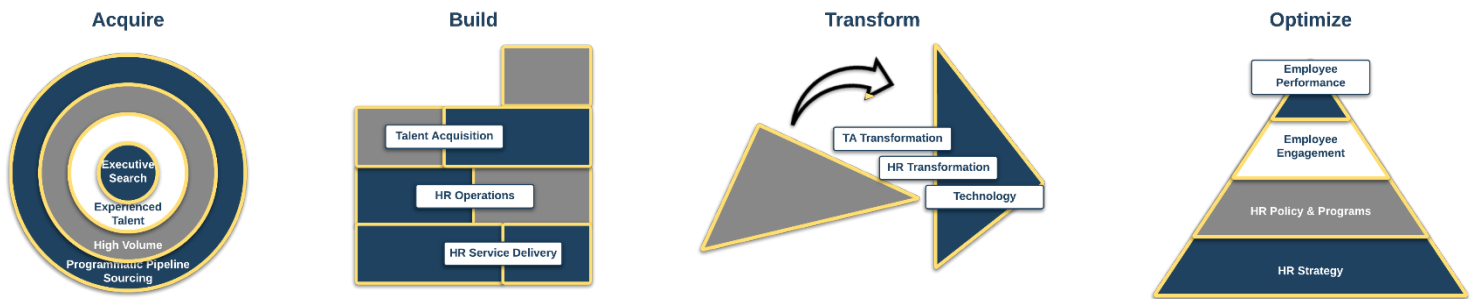 Acquire
Executive
Search
Experienced
Talent
High Volume
Programmatic Pipeline
Sourcing
Build
Talent Acquisition
HR Operations
HR Service Delivery
Transform
TA Transformation
HR Transformation
Technology
Optimize
Employee
Performance
Employee
Engagement
HR Policy & Programs
HR Strategy